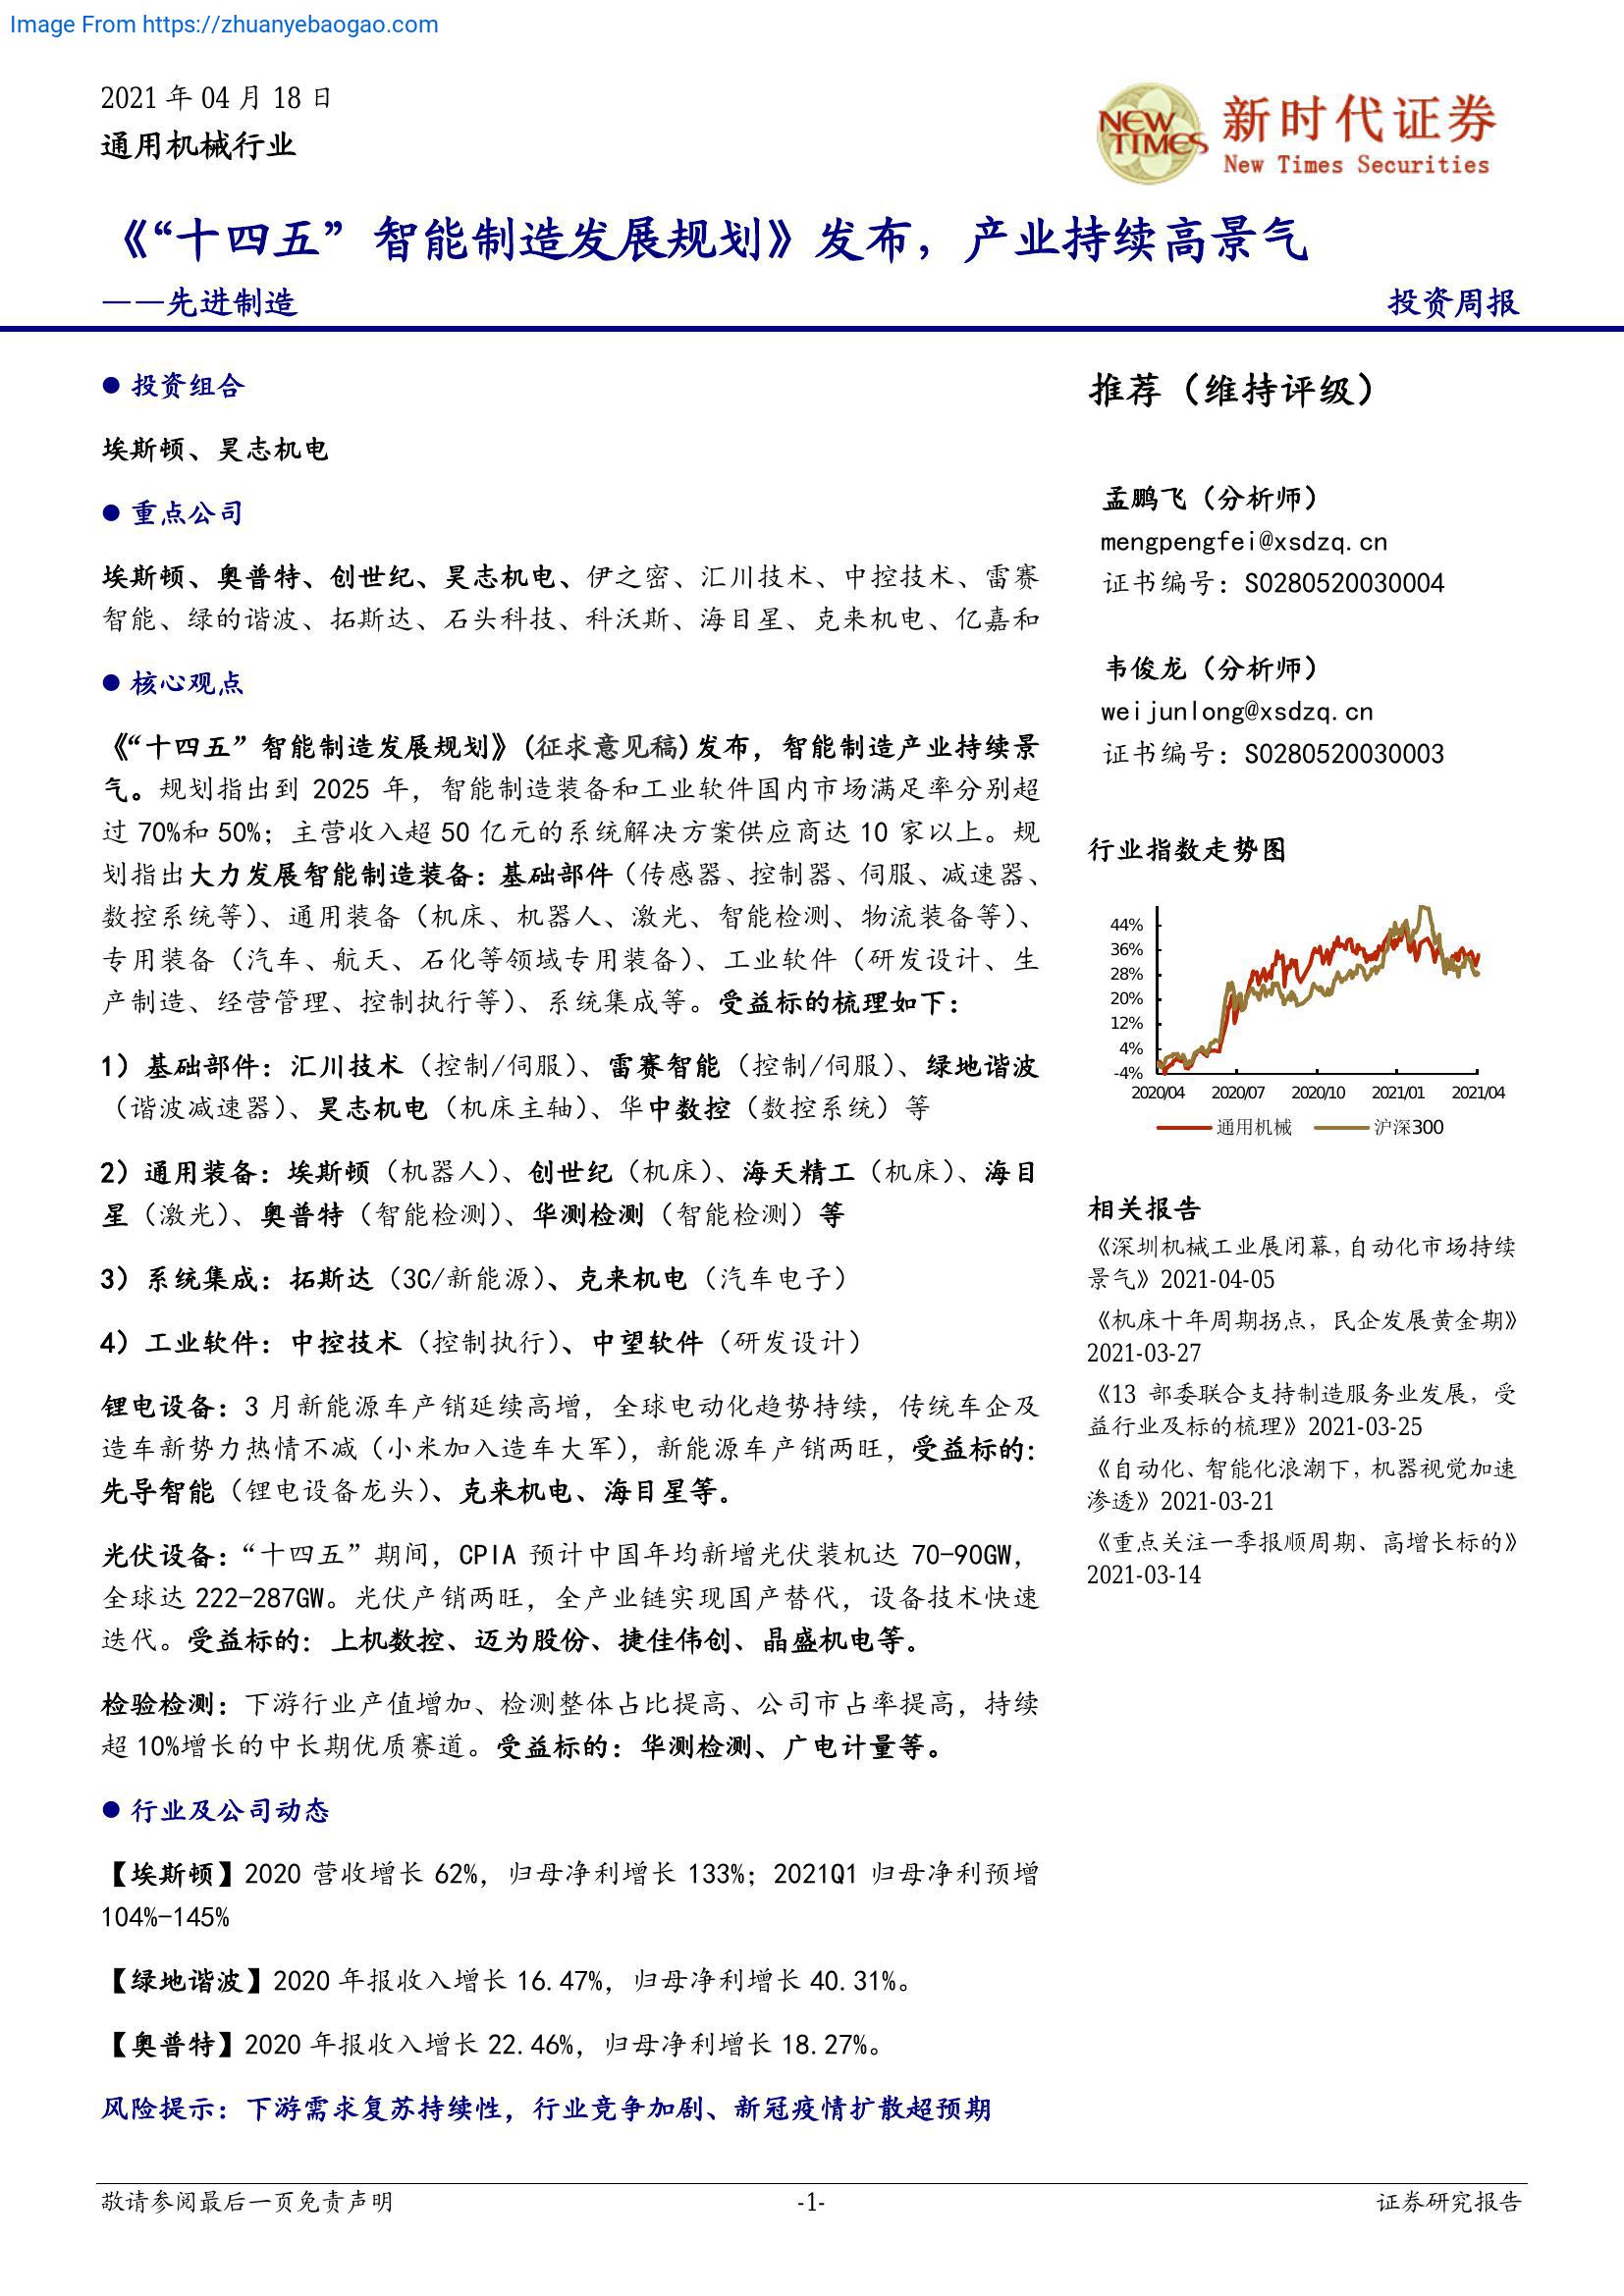 Image From https://zhuanyebaogao.com
2021 年 04 月 18 日
通用机械行业
NEW TIMES
新时代证券
New Times Securities
《“十四五”智能制造发展规划》发布，产业持续高景气
——先进制造
投资周报
● 投资组合
埃斯顿、昊志机电
● 重点公司
埃斯顿、奥普特、创世纪、昊志机电、伊之密、汇川技术、中控技术、雷赛
智能、绿的谐波、拓斯达、石头科技、科沃斯、海目星、克来机电、亿嘉和
● 核心观点
《“十四五”智能制造发展规划》(征求意见稿)发布，智能制造产业持续景
气。规划指出到 2025 年，智能制造装备和工业软件国内市场满足率分别超
过 70%和 50%；主营收入超 50 亿元的系统解决方案供应商达 10 家以上。规
划指出大力发展智能制造装备：基础部件（传感器、控制器、伺服、减速器、
数控系统等）、通用装备（机床、机器人、激光、智能检测、物流装备等）、
专用装备（汽车、航天、石化等领域专用装备）、工业软件（研发设计、生
产制造、经营管理、控制执行等）、系统集成等。受益标的梳理如下：
1）基础部件：汇川技术（控制/伺服）、雷赛智能（控制/伺服）、绿地谐波
（谐波减速器）、昊志机电（机床主轴）、华中数控（数控系统）等
2）通用装备：埃斯顿（机器人）、创世纪（机床）、海天精工（机床）、海目
星（激光）、奥普特（智能检测）、华测检测（智能检测）等
3）系统集成：拓斯达（3C/新能源）、克来机电（汽车电子）
4）工业软件：中控技术（控制执行）、中望软件（研发设计）
锂电设备：3 月新能源车产销延续高增，全球电动化趋势持续，传统车企及
造车新势力热情不减（小米加入造车大军），新能源车产销两旺，受益标的：
先导智能（锂电设备龙头）、克来机电、海目星等。
光伏设备：“十四五”期间，CPIA 预计中国年均新增光伏装机达 70-90GW，
全球达 222-287GW。光伏产销两旺，全产业链实现国产替代，设备技术快速
迭代。受益标的：上机数控、迈为股份、捷佳伟创、晶盛机电等。
检验检测：下游行业产值增加、检测整体占比提高、公司市占率提高，持续
超 10%增长的中长期优质赛道。受益标的：华测检测、广电计量等。
● 行业及公司动态
【埃斯顿】2020 营收增长 62%，归母净利增长 133%；2021Q1 归母净利预增
104%-145%
【绿地谐波】2020 年报收入增长 16.47%，归母净利增长 40.31%。
【奥普特】2020 年报收入增长 22.46%，归母净利增长 18.27%。
风险提示：下游需求复苏持续性，行业竞争加剧、新冠疫情扩散超预期
推荐（维持评级）
孟鹏飞（分析师）
mengpengfei@xsdzq.cn
证书编号：S0280520030004
韦俊龙（分析师）
weijunlong@xsdzq.cn
证书编号：S0280520030003
行业指数走势图
44%
36%
28%
20%
12%
4%
-4%
2020/04 2020/07 2020/10 2021/01 2021/04
通用机械 沪深300
相关报告
《深圳机械工业展闭幕，自动化市场持续
景气》2021-04-05
《机床十年周期拐点，民企发展黄金期》
2021-03-27
《13 部委联合支持制造服务业发展，受
益行业及标的梳理》2021-03-25
《自动化、智能化浪潮下，机器视觉加速
渗透》2021-03-21
《重点关注一季报顺周期、高增长标的》
2021-03-14
敬请参阅最后一页免责声明
-1-
证券研究报告